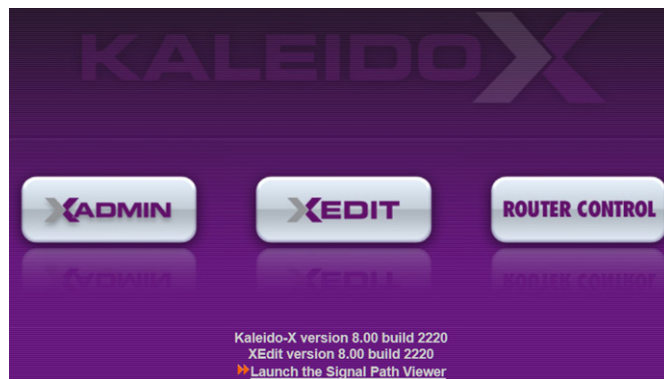 KALEIDOX
XADMIN
XEDIT
ROUTER CONTROL
Kaleido-X version 8.00 build 2220
XEdit version 8.00 build 2220
Launch the Signal Path Viewer